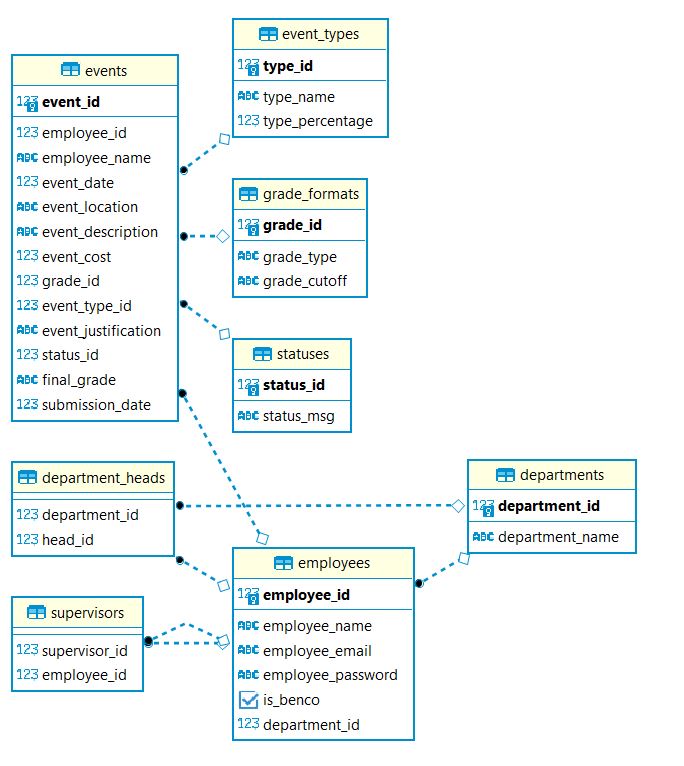 event_types
123 type_id
ABC type_name
123 type_percentage
events
123 event_id
123 employee_id
ABC employee_name
123 event_date
ABC event_location
ABC event_description
123 event_cost
123 grade_id
123 event_type_id
ABC event_justification
123 status_id
ABC final_grade
123 submission_date
grade_formats
123 grade_id
ABC grade_type
ABC grade_cutoff
statuses
123 status_id
ABC status_msg
department_heads
123 department_id
123 head_id
departments
123 department_id
ABC department_name
employees
123 employee_id
ABC employee_name
ABC employee_email
ABC employee_password
is_benco
123 department_id
supervisors
123 supervisor_id
123 employee_id